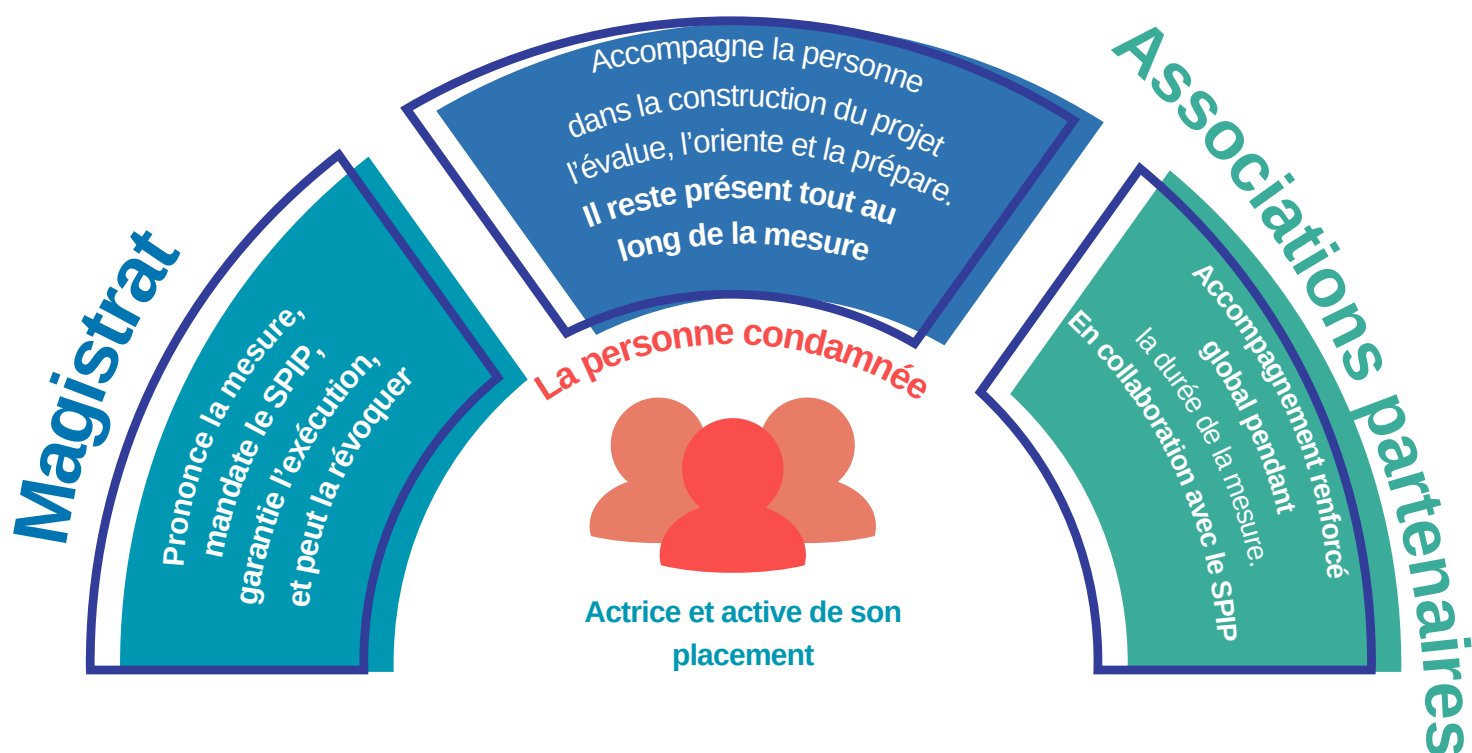 Magistrat
Prononce la mesure,
mandate le SPIP ,
garantie l’exécution,
et peut la révoquer
Accompagne la personne
dans la construction du projet
l’évalue, l’oriente et la prépare.
Il reste présent tout au
long de la mesure
Associations partenaires
Accompagnement renforcé
global pendant
la durée de la mesure.
En collaboration avec le SPIP
La personne condamnée
Actrice et active de son
placement